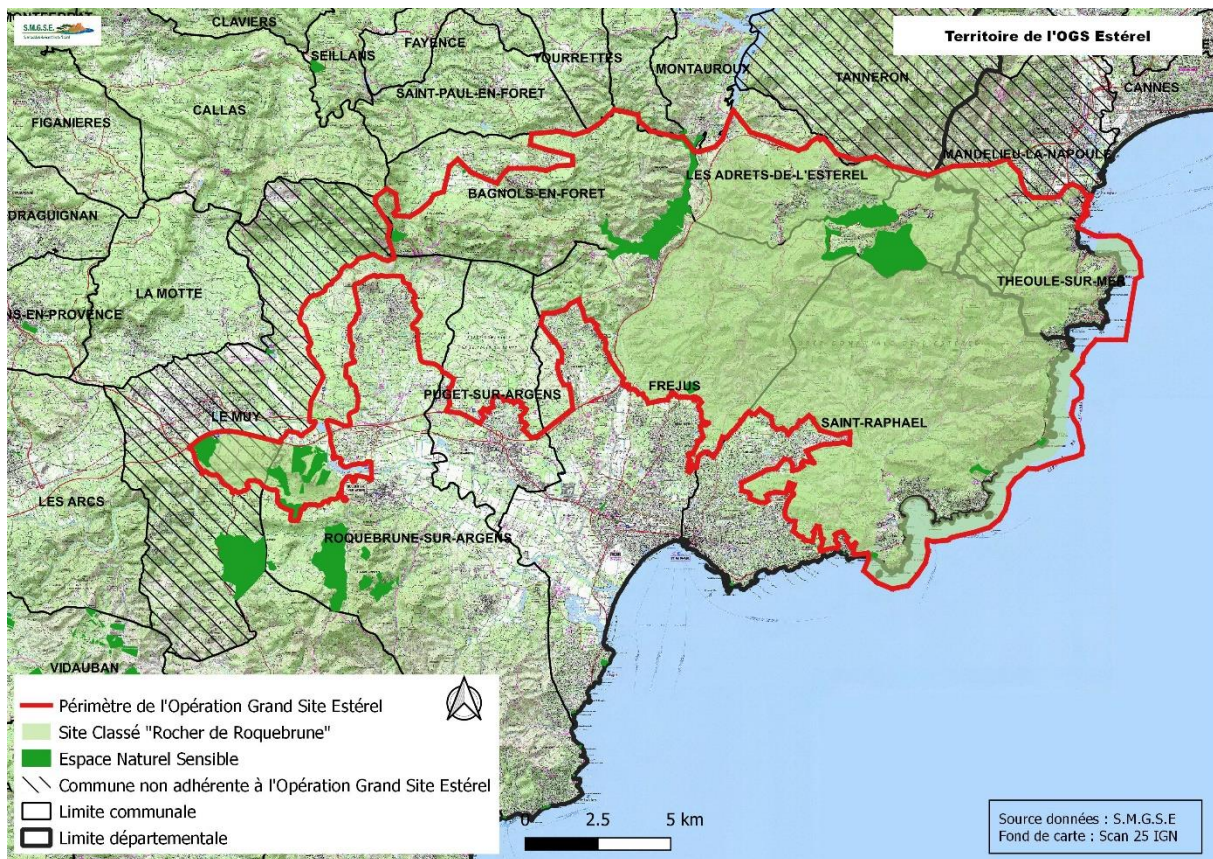 S.M.G.S.E.
Territoire de l'OGS Estérel
CLAVIERS
SEILLANS
FAYENCE
TOURRETTES
MONTAUROUX
TANNERON
CANNES
CALLAS
SAINT-PAUL-EN-FORET
FIGANIERES
MANDELIEU-LA-NAPOULE
LES ADRETS-DE-L'ESTEREL
BAGNOLS-EN-FORET
DRAGUIGNAN
LA MOTTE
THEOULE-SUR-MER
NS-EN-PROVENCE
FREJUS
PUGET-SUR-ARGENS
LE MUY
SAINT-RAPHAEL
LES ARCS
ROQUEBRUNE-SUR-ARGENS
VIDAUBAN
Périmètre de l'Opération Grand Site Estérel
Site Classé "Rocher de Roquebrune"
Espace Naturel Sensible
Commune non adhérente à l'Opération Grand Site Estérel
Limite communale
Limite départementale
0 2.5 5 km
Source données : S.M.G.S.E
Fond de carte : Scan 25 IGN